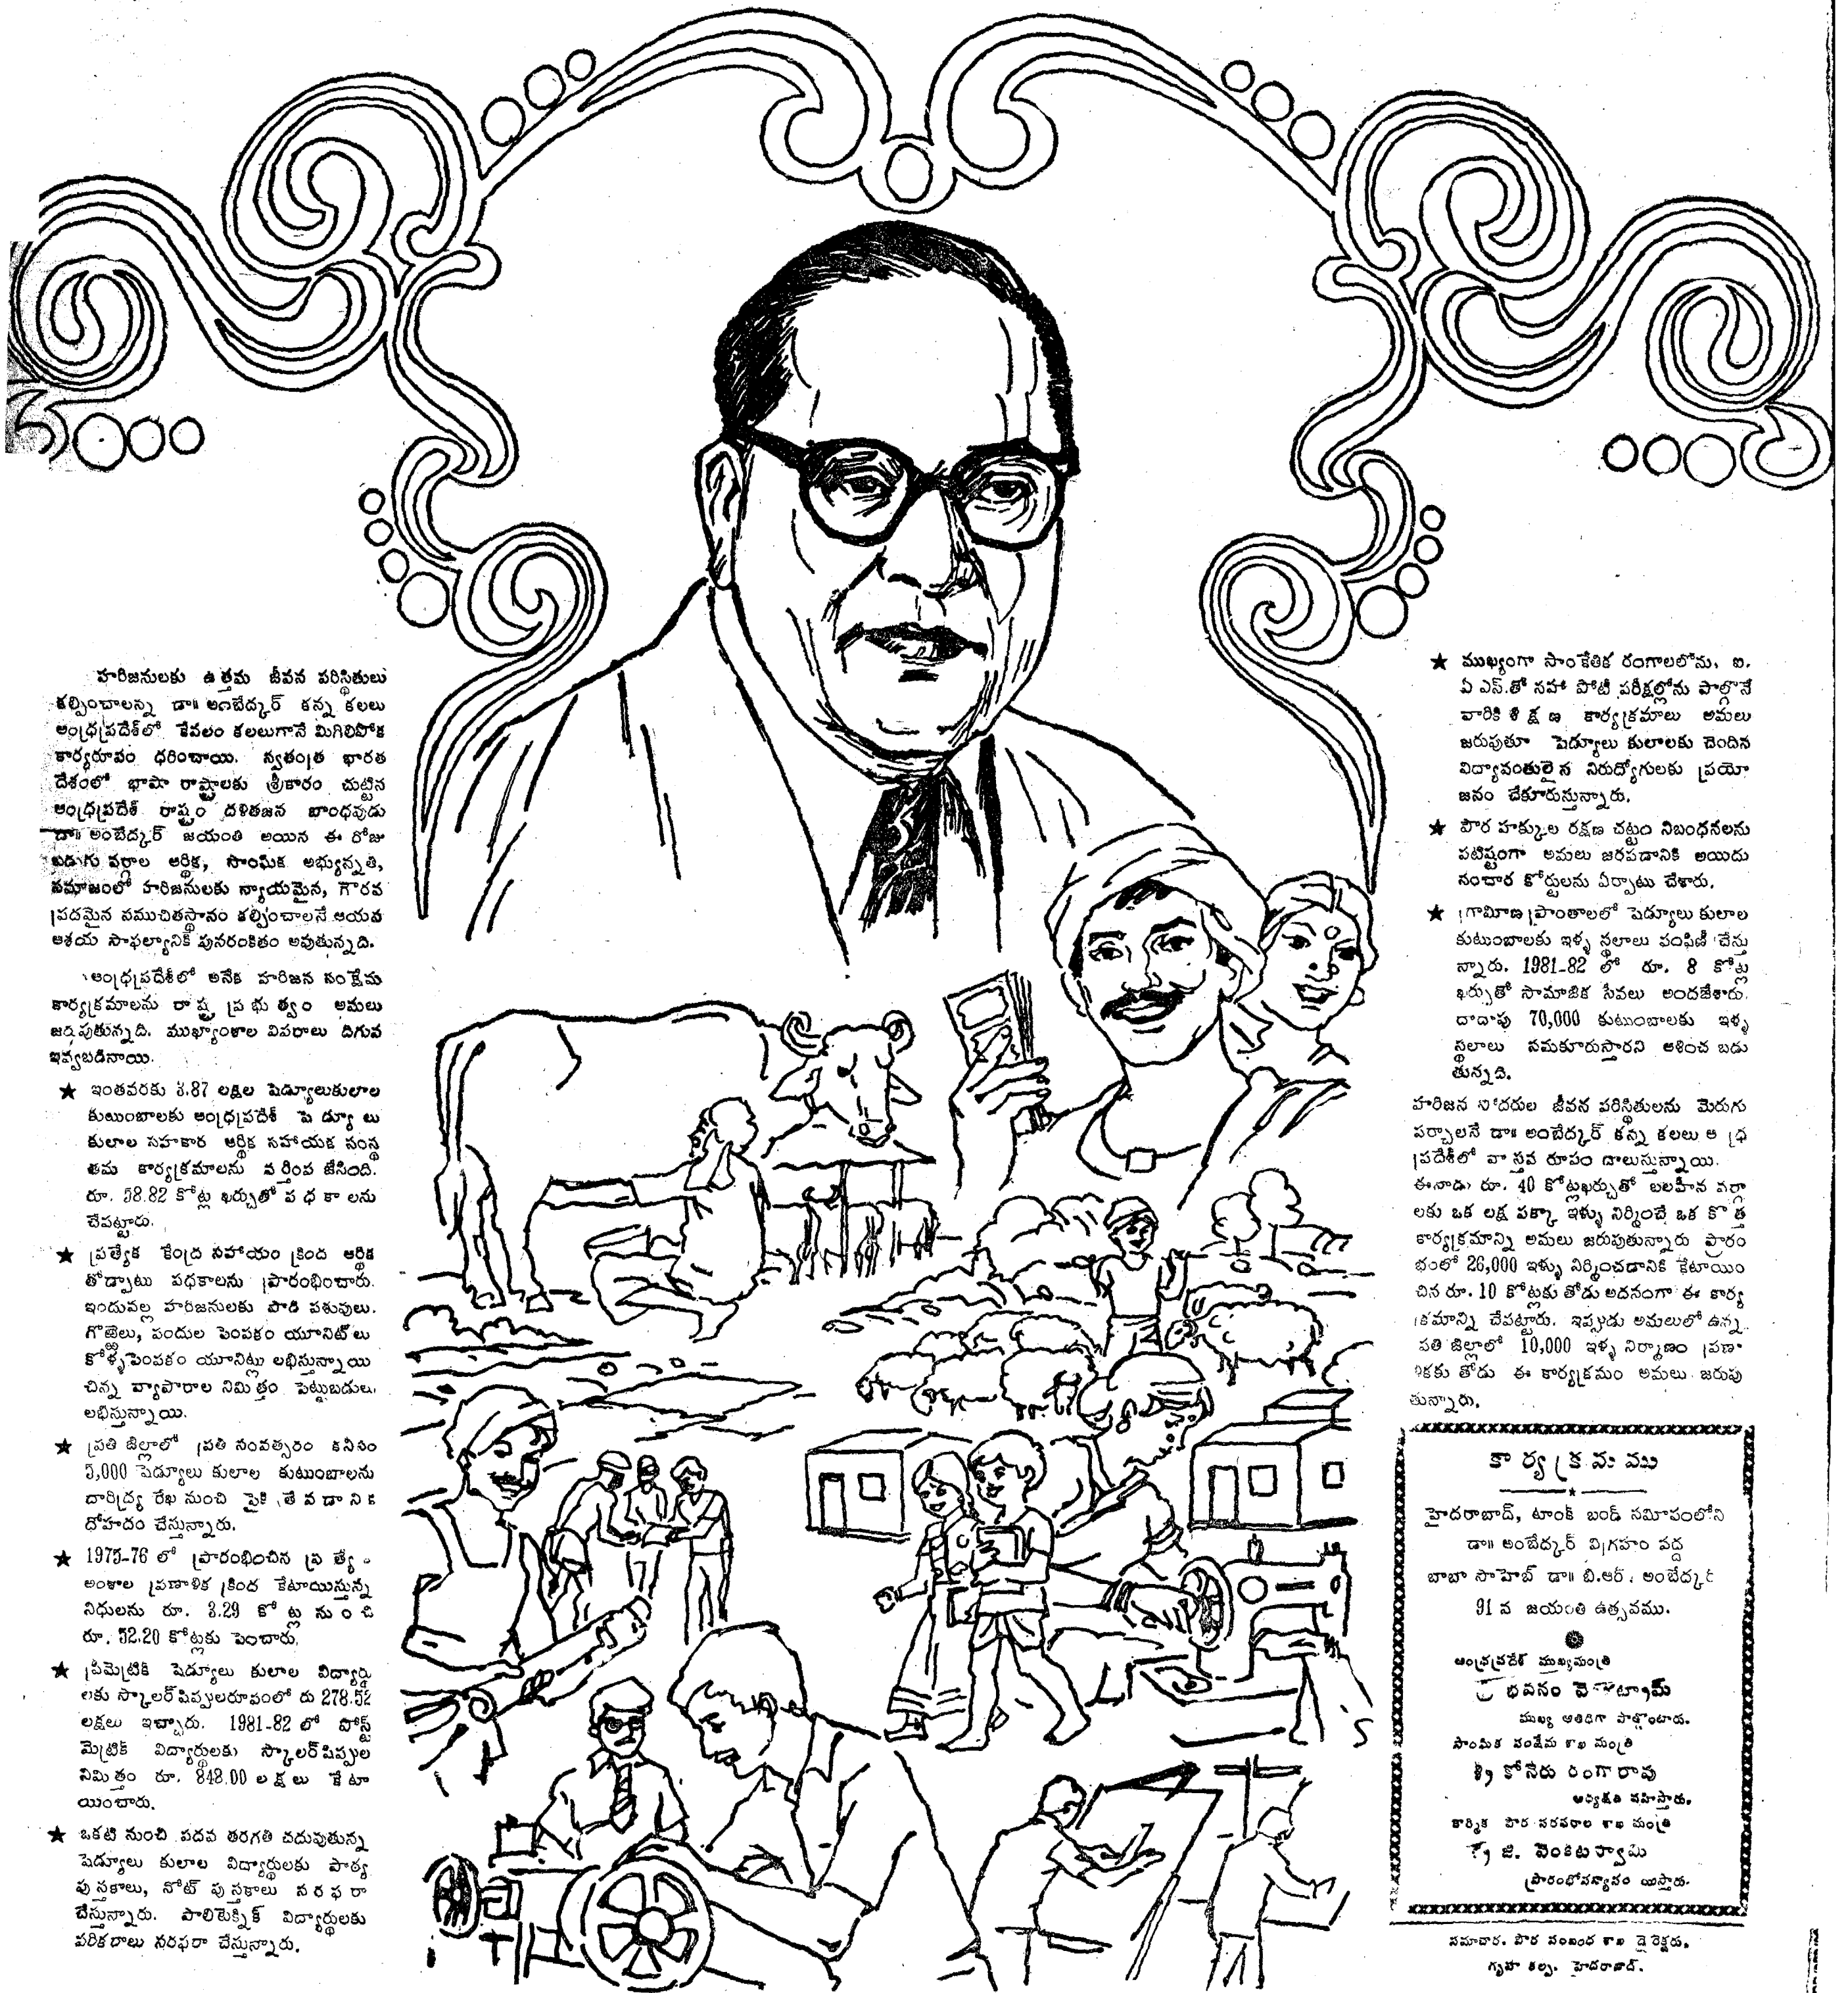 హరిజనులకు ఉత్తమ జీవన పరిస్థితులు
కల్పించాలన్న డా॥ అంబేద్కర్ కన్న కలలు
ఆంధ్రప్రదేశ్‌లో కేవలం కలలుగానే మిగిలిపోక
కార్యరూపం ధరించాయి. స్వతంత్ర భారత
దేశంలో భాషా రాష్ట్రాలకు శ్రీకారం చుట్టిన
ఆంధ్రప్రదేశ్ రాష్ట్రం దళితజన బాంధవుడు
డా॥ అంబేద్కర్ జయంతి అయిన ఈ రోజు
బడుగు వర్గాల ఆర్థిక, సాంఘిక అభ్యున్నతి,
సమాజంలో హరిజనులకు న్యాయమైన, గౌరవ
ప్రదమైన సముచితస్థానం కల్పించాలనే ఆయన
ఆశయ సాఫల్యానికి పునరంకితం అవుతున్నది.
ఆంధ్రప్రదేశ్‌లో అనేక హరిజన సంక్షేమ
కార్యక్రమాలను రాష్ట్ర ప్రభుత్వం అమలు
జరుపుతున్నది. ముఖ్యాంశాల వివరాలు దిగువ
ఇవ్వబడినాయి.
★ ఇంతవరకు 3.87 లక్షల షెడ్యూలుకులాల
కుటుంబాలకు ఆంధ్రప్రదేశ్ షెడ్యూలు
కులాల సహకార ఆర్థిక సహాయక సంస్థ
తమ కార్యక్రమాలను వర్తింప జేసింది.
రూ. 58.82 కోట్ల ఖర్చుతో పధకాలను
చేపట్టారు.
★ ప్రత్యేక కేంద్ర సహాయం క్రింద ఆర్థిక
తోడ్పాటు పధకాలను ప్రారంభించారు.
ఇందువల్ల హరిజనులకు పాడి పశువులు.
గొఱ్ఱెలు, పందుల పెంపకం యూనిట్‌లు
కోళ్ళపెంపకం యూనిట్లు లభిస్తున్నాయి
చిన్న వ్యాపారాల నిమిత్తం పెట్టుబడులు
లభిస్తున్నాయి.
★ ప్రతి జిల్లాలో ప్రతి సంవత్సరం కనీసం
5,000 షెడ్యూలు కులాల కుటుంబాలను
దారిద్ర్య రేఖ నుంచి పైకి తేవడానికి
దోహదం చేస్తున్నారు.
★ 1975-76 లో ప్రారంభించిన ప్రత్యే
అంశాల ప్రణాళిక క్రింద కేటాయిస్తున్న
నిధులను రూ. 3.29 కోట్ల నుంచి
రూ. 52.20 కోట్లకు పెంచారు.
★ ప్రీమెట్రిక్ షెడ్యూలు కులాల విద్యార్థు
లకు స్కాలర్‌షిప్పులరూపంలో రు 278.52
లక్షలు ఇచ్చారు. 1981-82 లో పోస్ట్
మెట్రిక్ విద్యార్థులకు స్కాలర్‌షిప్పుల
నిమిత్తం రూ. 848.00 లక్షలు కేటా
యించారు.
★ ఒకటి నుంచి పదవ తరగతి చదువుతున్న
షెడ్యూలు కులాల విద్యార్థులకు పాఠ్య
పుస్తకాలు, నోట్ పుస్తకాలు సరఫరా
చేస్తున్నారు. పాలిటెక్నిక్ విద్యార్థులకు
పరికరాలు సరఫరా చేస్తున్నారు.
★ ముఖ్యంగా సాంకేతిక రంగాలలోను, ఐ.
ఏ ఎస్.తో సహా పోటీ పరీక్షల్లోను పాల్గొనే
వారికి శిక్షణ కార్యక్రమాలు అమలు
జరుపుతూ షెడ్యూలు కులాలకు చెందిన
విద్యావంతులైన నిరుద్యోగులకు ప్రయో
జనం చేకూరుస్తున్నారు.
★ పౌర హక్కుల రక్షణ చట్టం నిబంధనలను
పటిష్టంగా అమలు జరపడానికి అయిదు
సంచార కోర్టులను ఏర్పాటు చేశారు.
★ గ్రామీణ ప్రాంతాలలో షెడ్యూలు కులాల
కుటుంబాలకు ఇళ్ళ స్థలాలు పంపిణీ చేస్తు
న్నారు. 1981-82 లో రూ. 8 కోట్ల
ఖర్చుతో సామాజిక సేవలు అందజేశారు.
దాదాపు 70,000 కుటుంబాలకు ఇళ్ళ
స్థలాలు సమకూరుస్తారని ఆశించ బడు
తున్నది.
హరిజన సోదరుల జీవన పరిస్థితులను మెరుగు
పర్చాలనే డా॥ అంబేద్కర్ కన్న కలలు ఆంధ్ర
ప్రదేశ్‌లో వాస్తవ రూపం దాలుస్తున్నాయి.
ఈనాడు రూ. 40 కోట్లఖర్చుతో బలహీన వర్గా
లకు ఒక లక్ష పక్కా ఇళ్ళు నిర్మించే ఒక కొత్త
కార్యక్రమాన్ని అమలు జరుపుతున్నారు ప్రారం
భంలో 26,000 ఇళ్ళు నిర్మించడానికి కేటాయిం
చిన రూ. 10 కోట్లకు తోడు అదనంగా ఈ కార్య
క్రమాన్ని చేపట్టారు. ఇప్పుడు అమలులో ఉన్న
ప్రతి జిల్లాలో 10,000 ఇళ్ళ నిర్మాణం ప్రణా
ళికకు తోడు ఈ కార్యక్రమం అమలు జరుపు
తున్నారు.
కార్యక్రమము
హైదరాబాద్, టాంక్ బండ్ సమీపంలోని
డా॥ అంబేద్కర్ విగ్రహం వద్ద
బాబా సాహెబ్ డా॥ బి.ఆర్. అంబేద్కర్
91 వ జయంతి ఉత్సవము.
ఆంధ్రప్రదేశ్ ముఖ్యమంత్రి
శ్రీ భవనం వెంకట్రామ్
ముఖ్య అతిధిగా పాల్గొంటారు.
సాంఘిక సంక్షేమ శాఖ మంత్రి
శ్రీ కోనేరు రంగారావు
అధ్యక్షత వహిస్తారు.
కార్మిక పౌర సరఫరాల శాఖ మంత్రి
శ్రీ జి. వెంకటస్వామి
ప్రారంభోపన్యాసం యిస్తారు.
సమాచార, పౌర సంబంధ శాఖ డైరెక్టరు,
గృహ కల్ప, హైదరాబాద్.